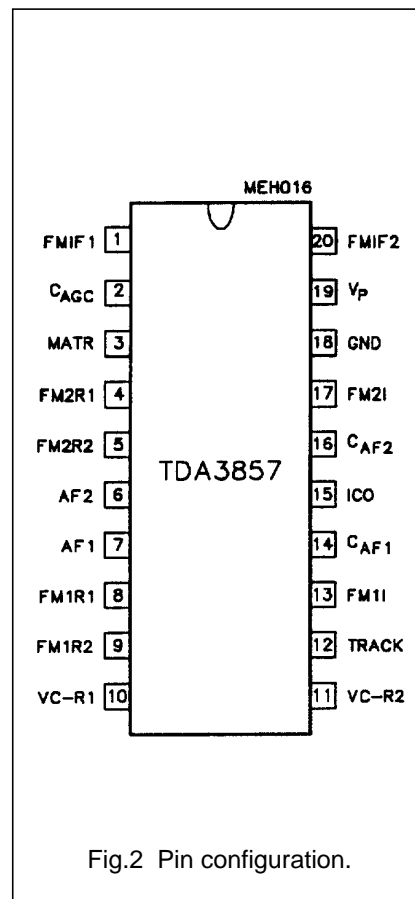 MEH016
FMIF1 1 20 FMIF2
CAGC 2 19 VP
MATR 3 18 GND
FM2R1 4 17 FM2I
FM2R2 5 16 CAF2
AF2 6 15 ICO
TDA3857
AF1 7 14 CAF1
FM1R1 8 13 FM1I
FM1R2 9 12 TRACK
VC-R1 10 11 VC-R2
Fig.2 Pin configuration.